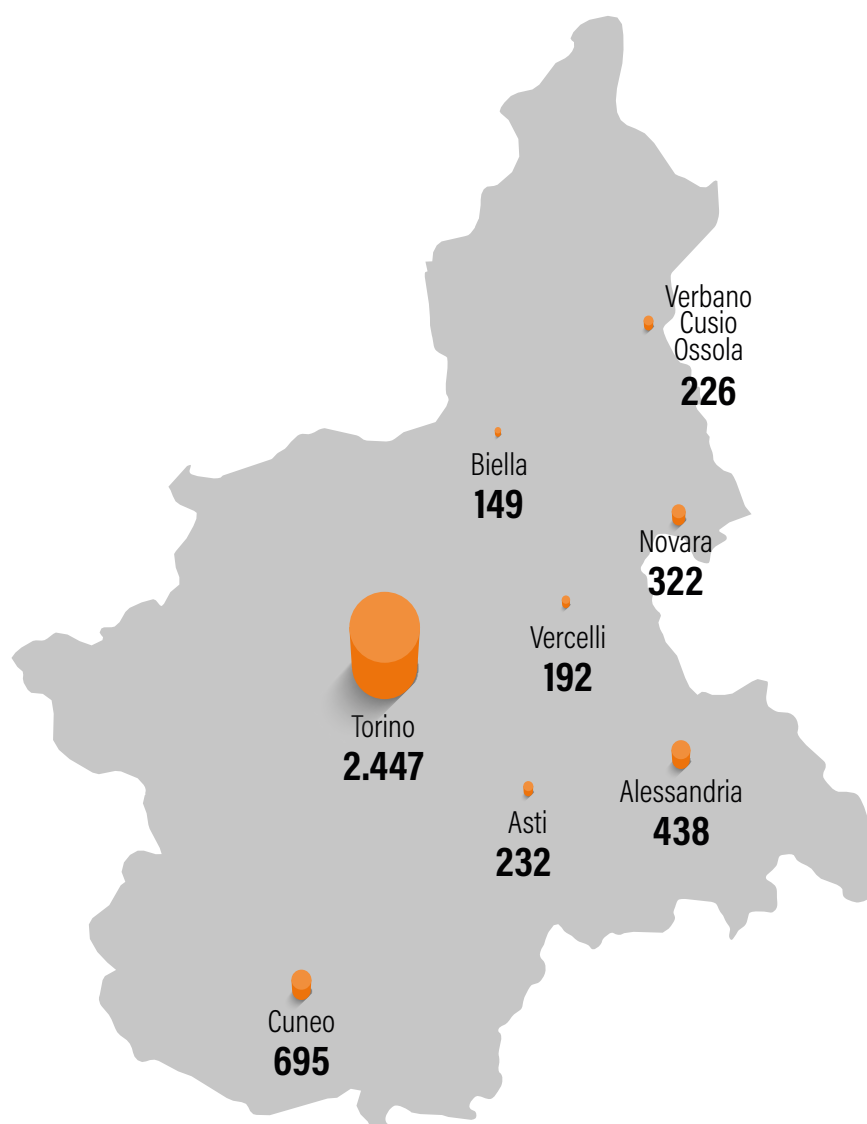 Verbano
Cusio
Ossola
226
Biella
149
Novara
322
Vercelli
192
Torino
2.447
Alessandria
438
Asti
232
Cuneo
695